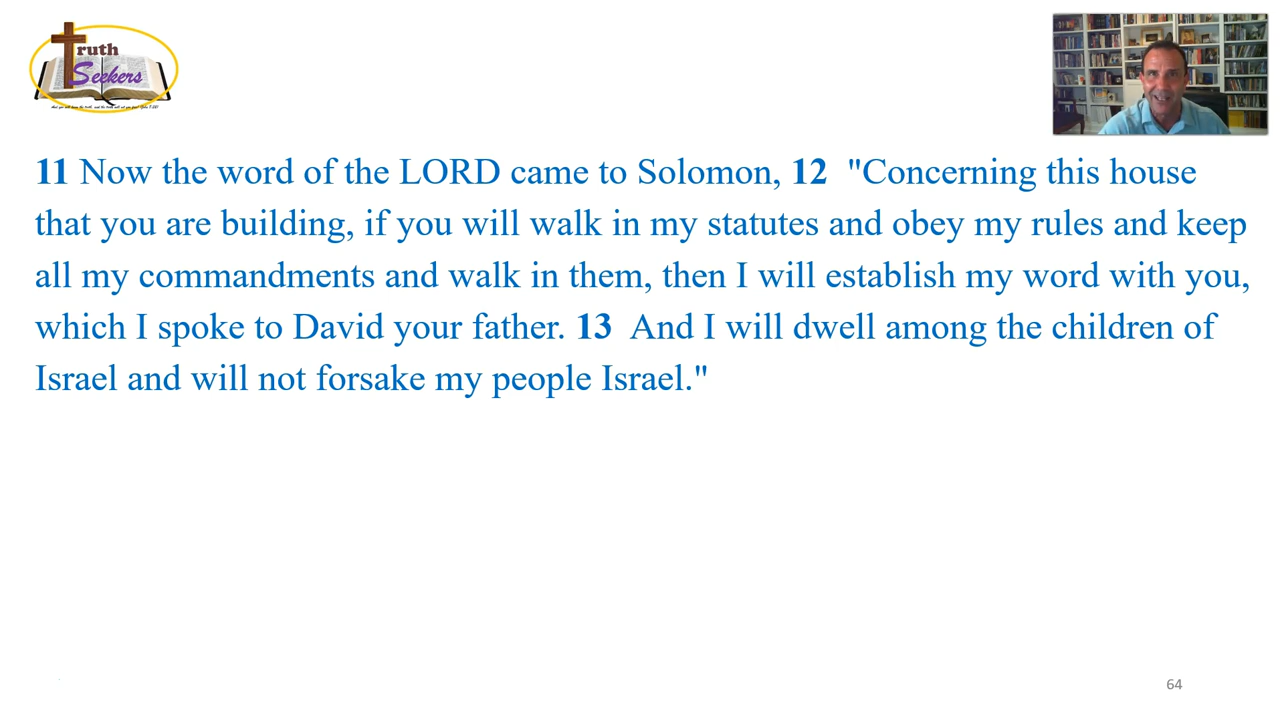 Truth
Seekers
11 Now the word of the LORD came to Solomon, 12 "Concerning this house
that you are building, if you will walk in my statutes and obey my rules and keep
all my commandments and walk in them, then I will establish my word with you,
which I spoke to David your father. 13 And I will dwell among the children of
Israel and will not forsake my people Israel."
64